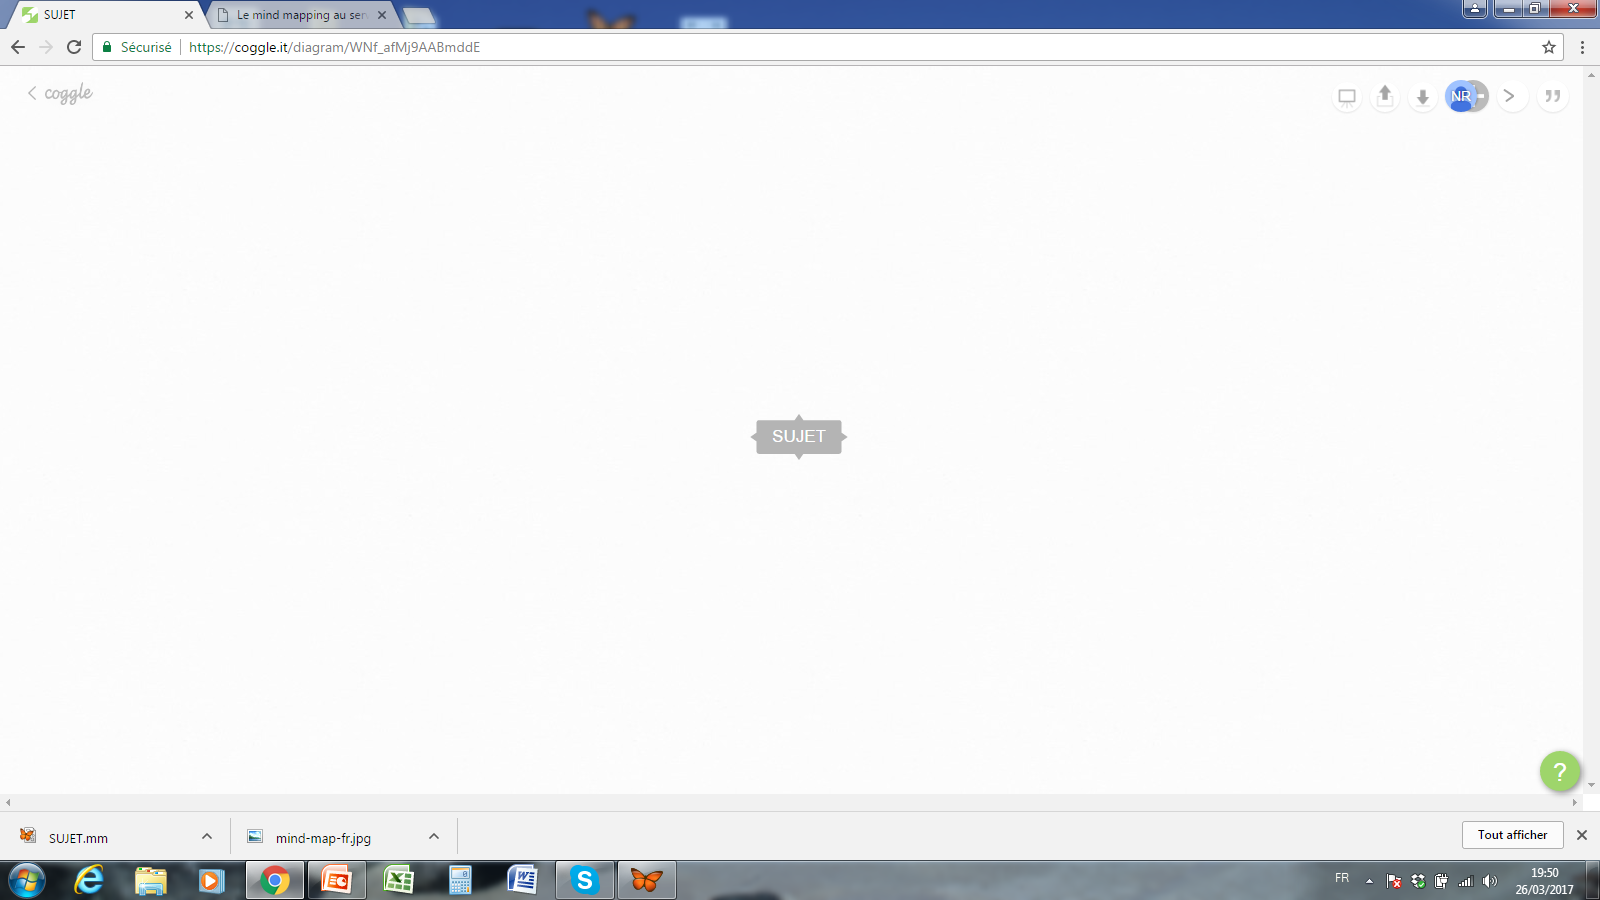 SUJET
Le mind mapping au ser
Sécurisé
https://coggle.it/diagram/WNf_afMj9AABmddE
coggle
NR
SUJET
?
SUJET.mm
mind-map-fr.jpg
Tout afficher
FR
19:50
26/03/2017